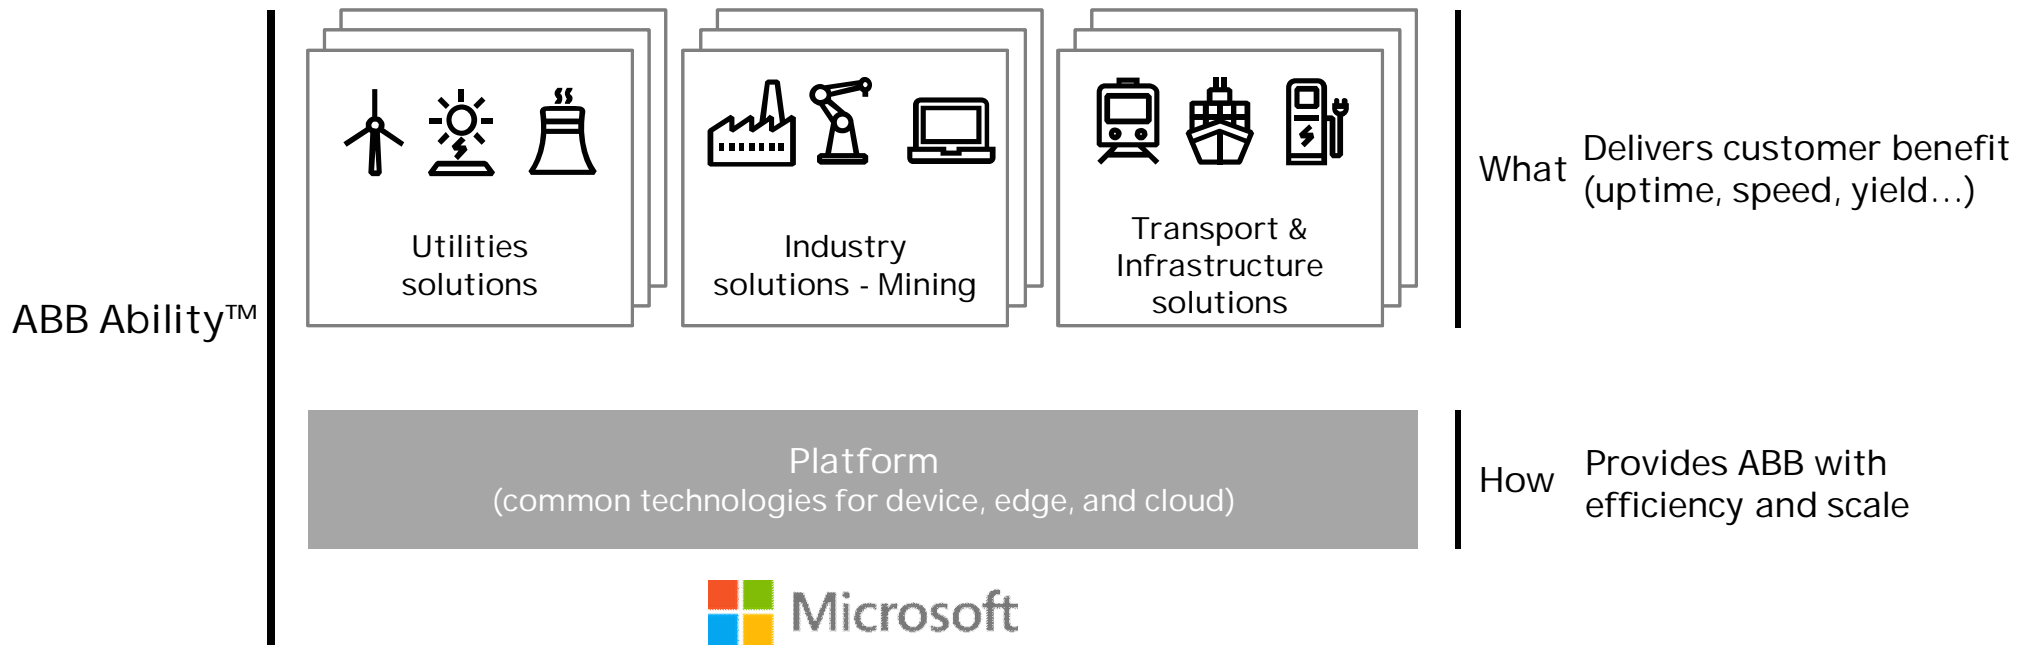 ABB Ability™
Utilities
solutions
Industry
solutions - Mining
Transport &
Infrastructure
solutions
What
Delivers customer benefit
(uptime, speed, yield…)
Platform
(common technologies for device, edge, and cloud)
How
Provides ABB with
efficiency and scale
Microsoft